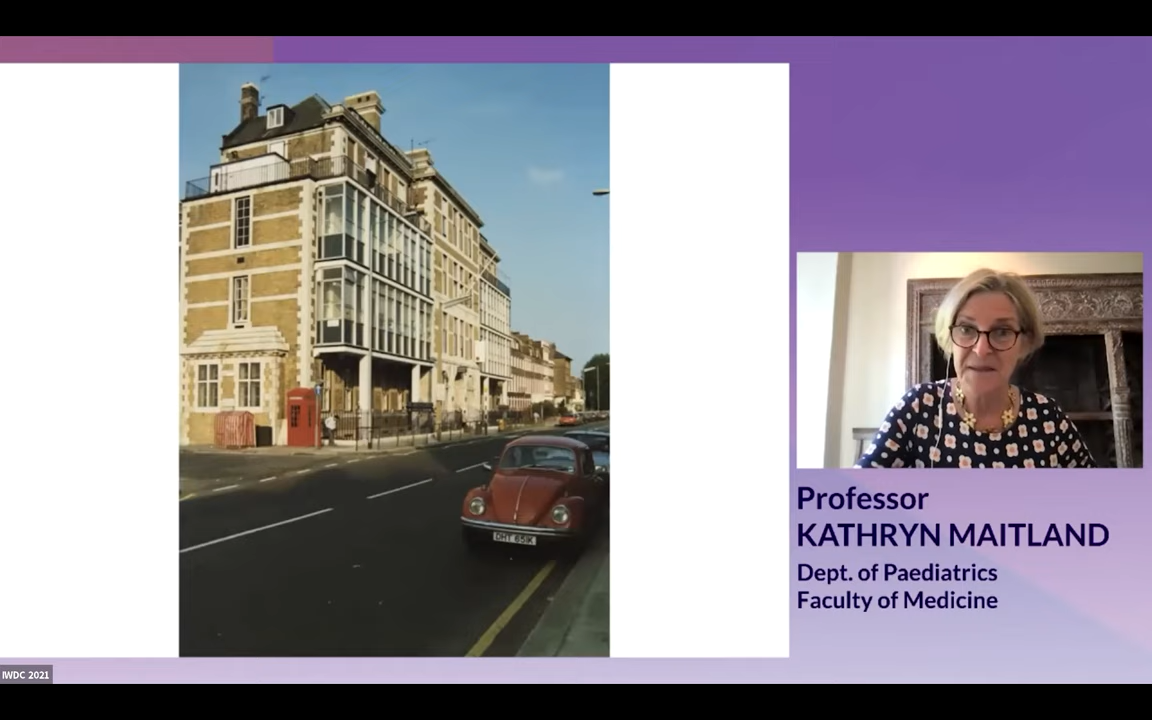 Professor
KATHRYN MAITLAND
Dept. of Paediatrics
Faculty of Medicine
IWDC 2021